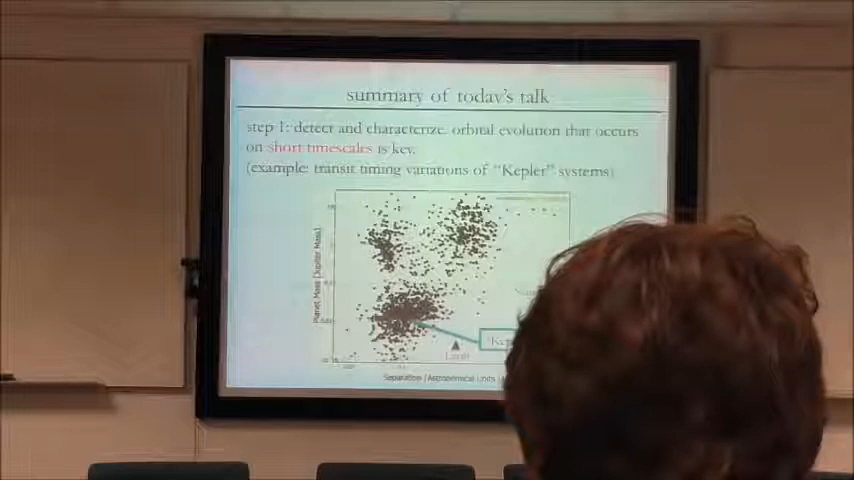 summary of today's talk
step 1: detect and characterize orbital evolution that occurs
on short timescales is key.
(example: transit timing variations of "Kepler" systems)
Planet Mass [Jupiter Mass]
"Kep
Earth
Separation [Astronomical Units